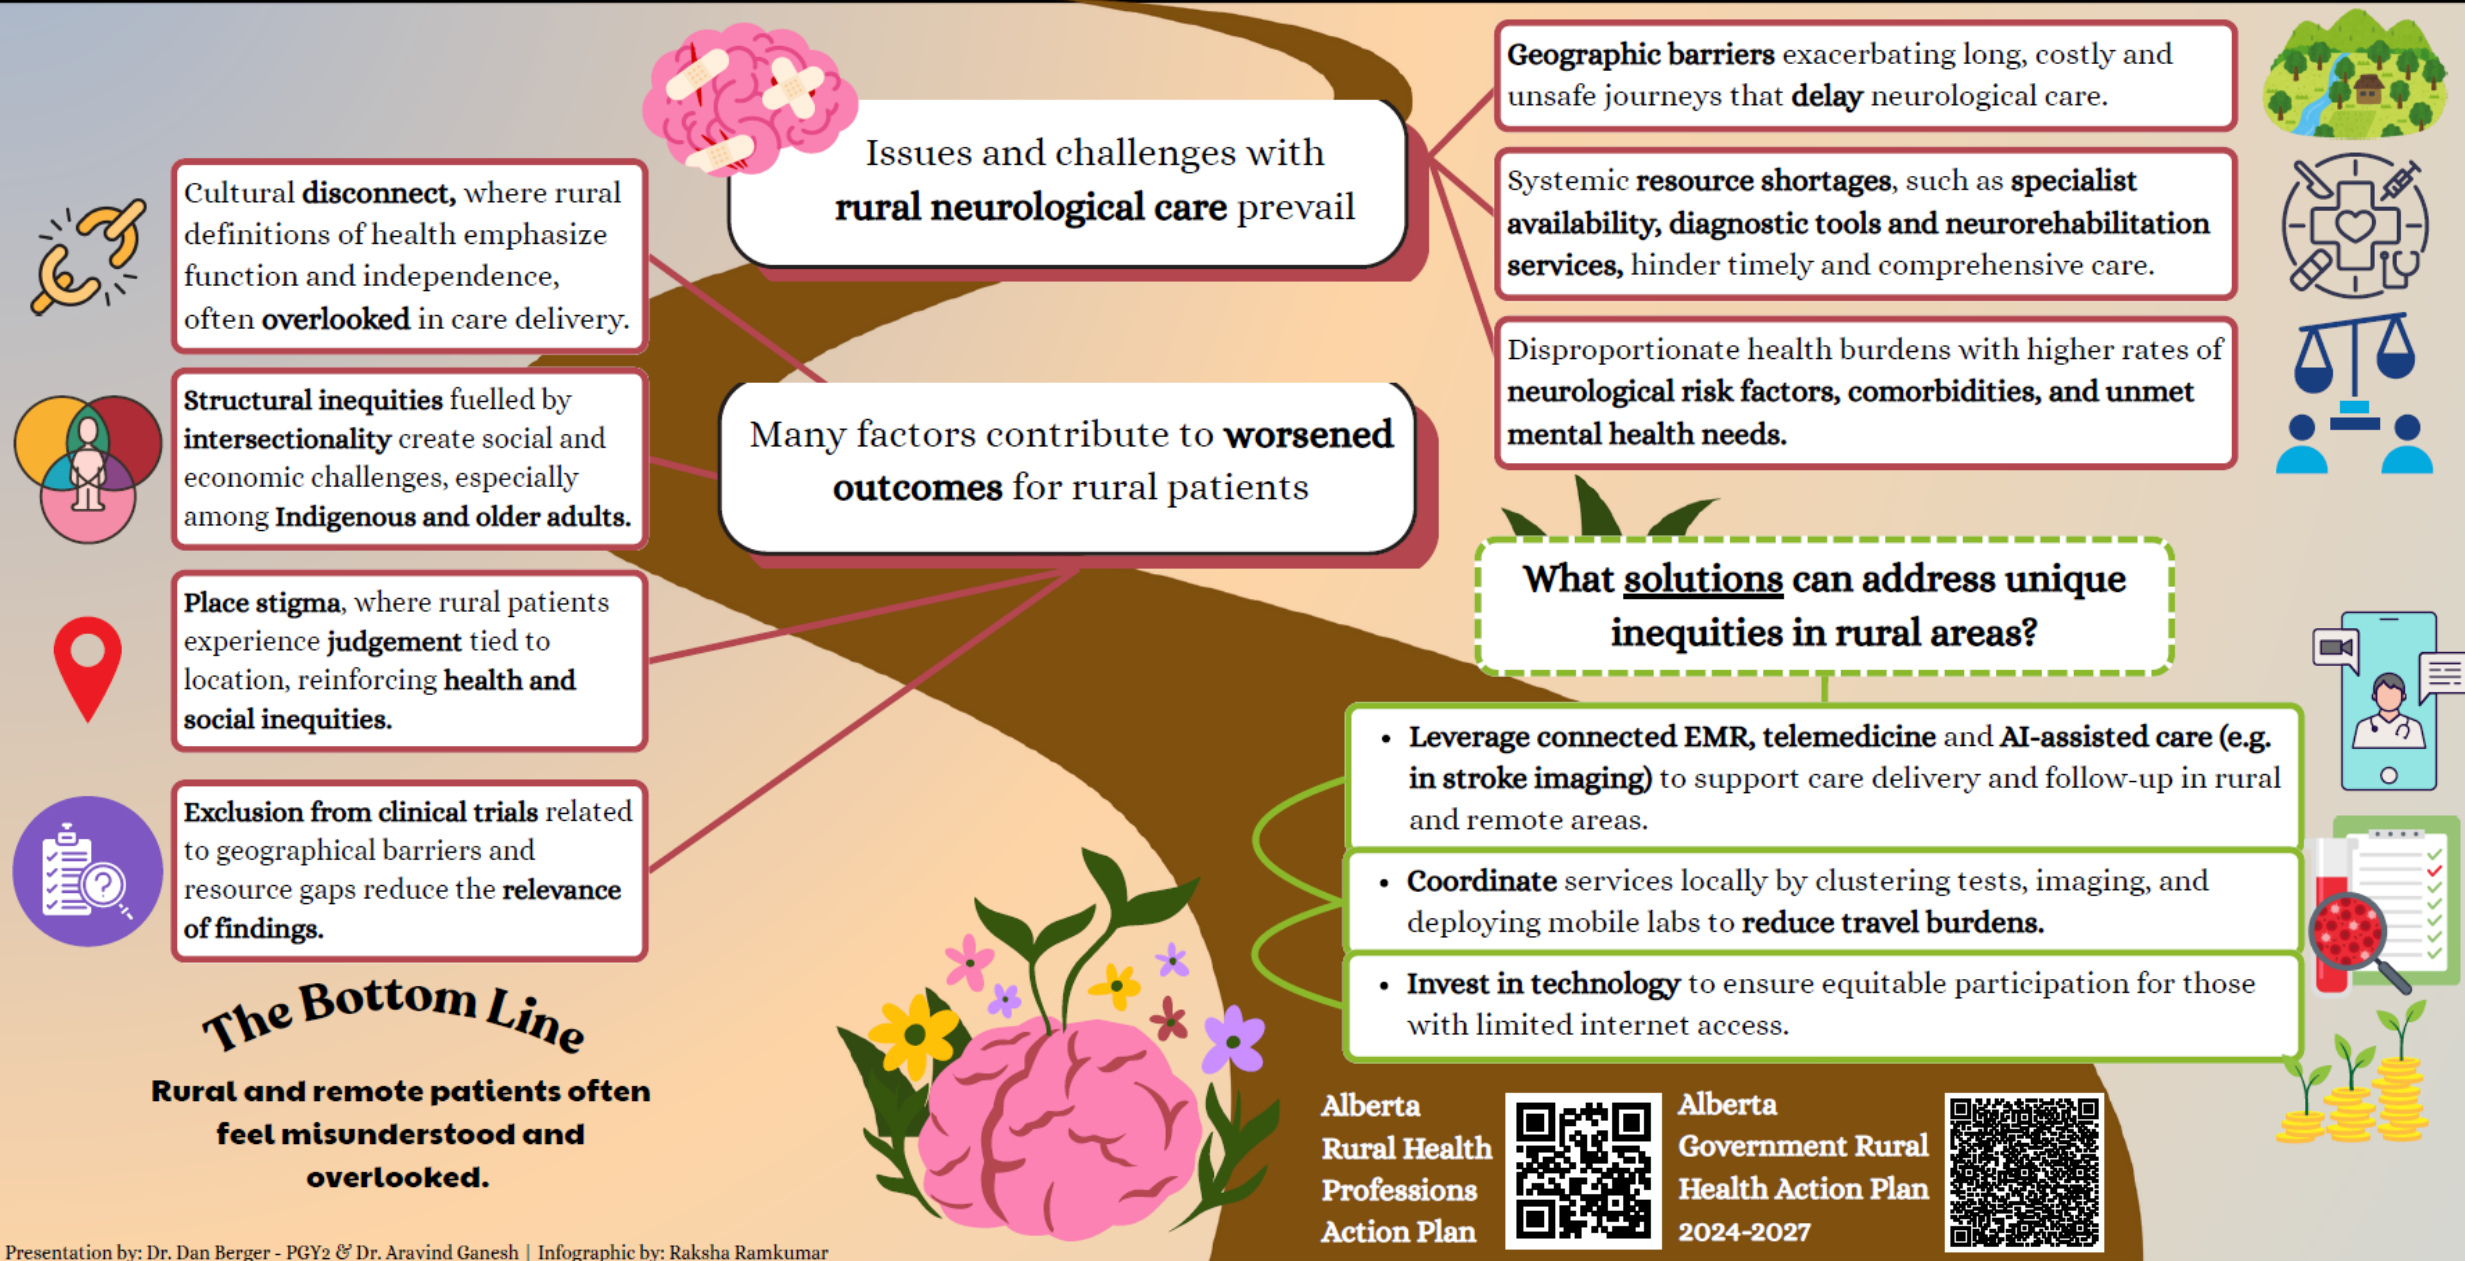 Issues and challenges with
rural neurological care prevail
Geographic barriers exacerbating long, costly and
unsafe journeys that delay neurological care.
Systemic resource shortages, such as specialist
availability, diagnostic tools and neurorehabilitation
services, hinder timely and comprehensive care.
Disproportionate health burdens with higher rates of
neurological risk factors, comorbidities, and unmet
mental health needs.
Many factors contribute to worsened
outcomes for rural patients
Cultural disconnect, where rural
definitions of health emphasize
function and independence,
often overlooked in care delivery.
Structural inequities fuelled by
intersectionality create social and
economic challenges, especially
among Indigenous and older adults.
Place stigma, where rural patients
experience judgement tied to
location, reinforcing health and
social inequities.
Exclusion from clinical trials related
to geographical barriers and
resource gaps reduce the relevance
of findings.
What solutions can address unique
inequities in rural areas?
• Leverage connected EMR, telemedicine and AI-assisted care (e.g.
in stroke imaging) to support care delivery and follow-up in rural
and remote areas.
• Coordinate services locally by clustering tests, imaging, and
deploying mobile labs to reduce travel burdens.
• Invest in technology to ensure equitable participation for those
with limited internet access.
The Bottom Line
Rural and remote patients often
feel misunderstood and
overlooked.
Alberta
Rural Health
Professions
Action Plan
Alberta
Government Rural
Health Action Plan
2024-2027
Presentation by: Dr. Dan Berger - PGY2 & Dr. Aravind Ganesh | Infographic by: Raksha Ramkumar